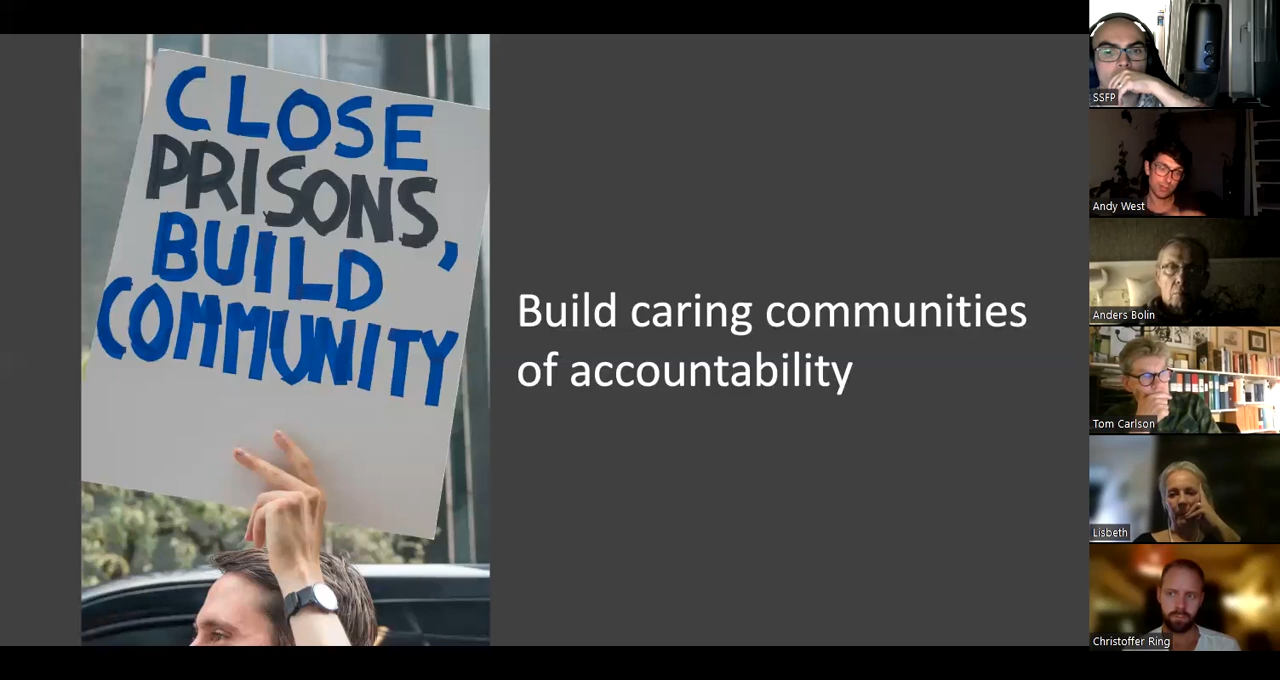 CLOSE
PRISONS,
BUILD
COMMUNITY
Build caring communities
of accountability
SSFP
Andy West
Anders Bolin
Tom Carlson
Lisbeth
Christoffer Ring